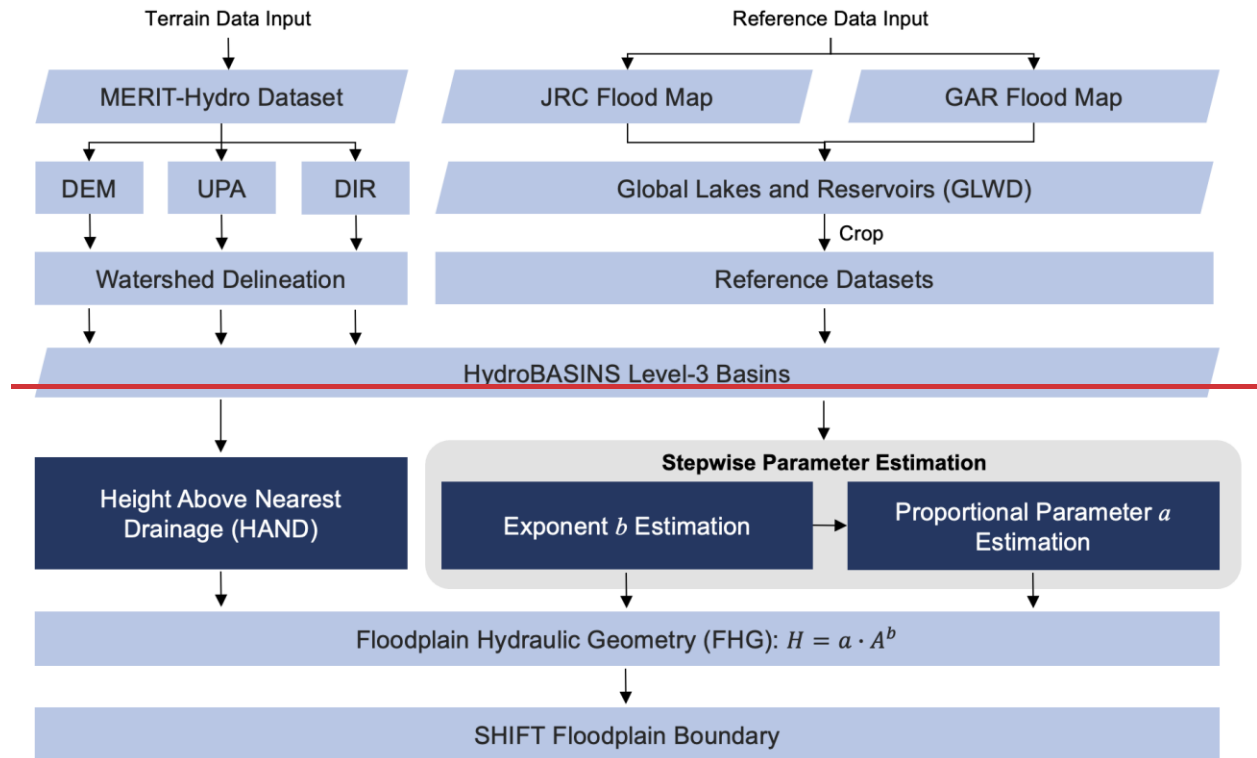 Terrain Data Input
Reference Data Input
MERIT-Hydro Dataset
JRC Flood Map
GAR Flood Map
DEM
UPA
DIR
Global Lakes and Reservoirs (GLWD)
Crop
Watershed Delineation
Reference Datasets
HydroBASINS Level-3 Basins
Stepwise Parameter Estimation
Height Above Nearest
Drainage (HAND)
Exponent b Estimation
Proportional Parameter a
Estimation
Floodplain Hydraulic Geometry (FHG): H = a · A^b
SHIFT Floodplain Boundary